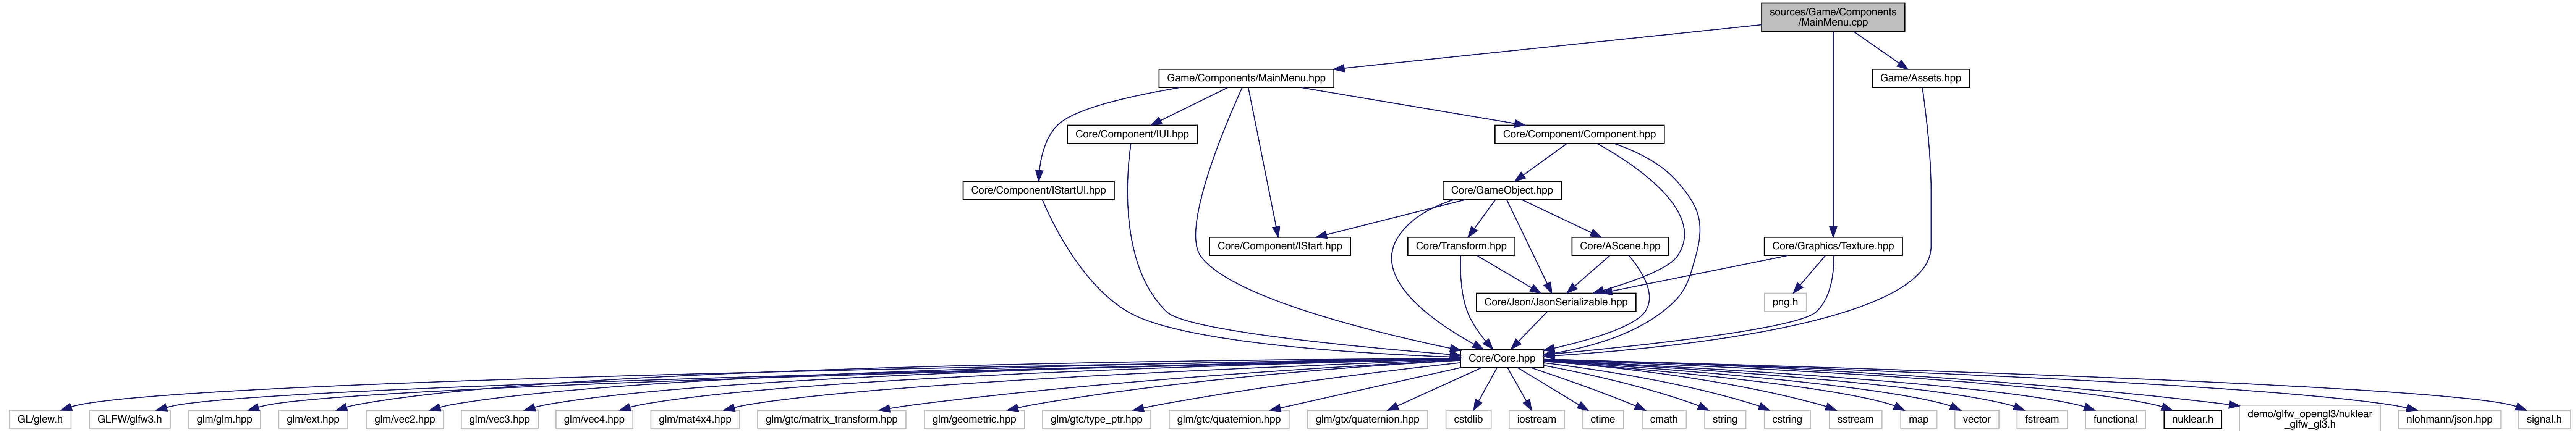 sources/Game/Components
/MainMenu.cpp
Game/Components/MainMenu.hpp
Game/Assets.hpp
Core/Component/IUI.hpp
Core/Component/Component.hpp
Core/Component/IStartUI.hpp
Core/GameObject.hpp
Core/Component/IStart.hpp
Core/Transform.hpp
Core/AScene.hpp
Core/Graphics/Texture.hpp
Core/Json/JsonSerializable.hpp
png.h
Core/Core.hpp
GL/glew.h
GLFW/glfw3.h
glm/glm.hpp
glm/ext.hpp
glm/vec2.hpp
glm/vec3.hpp
glm/vec4.hpp
glm/mat4x4.hpp
glm/gtc/matrix_transform.hpp
glm/geometric.hpp
glm/gtc/type_ptr.hpp
glm/gtc/quaternion.hpp
glm/gtx/quaternion.hpp
cstdlib
iostream
ctime
cmath
string
cstring
sstream
map
vector
fstream
functional
nuklear.h
demo/glfw_opengl3/nuklear
_glfw_gl3.h
nlohmann/json.hpp
signal.h